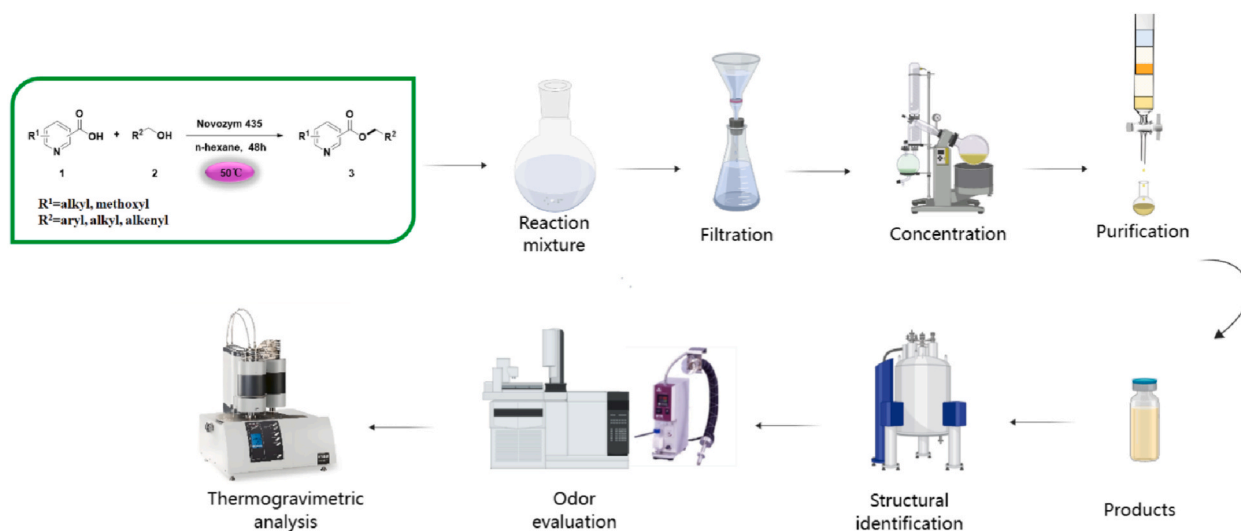 R¹
O
OH
N
+
R²
OH
Novozym 435
n-hexane, 48h
50℃
R¹
O
O
R²
N
1
2
3
R¹=alkyl, methoxyl
R²=aryl, alkyl, alkenyl
Reaction
mixture
Filtration
Concentration
Purification
Thermogravimetric
analysis
Odor
evaluation
Structural
identification
Products